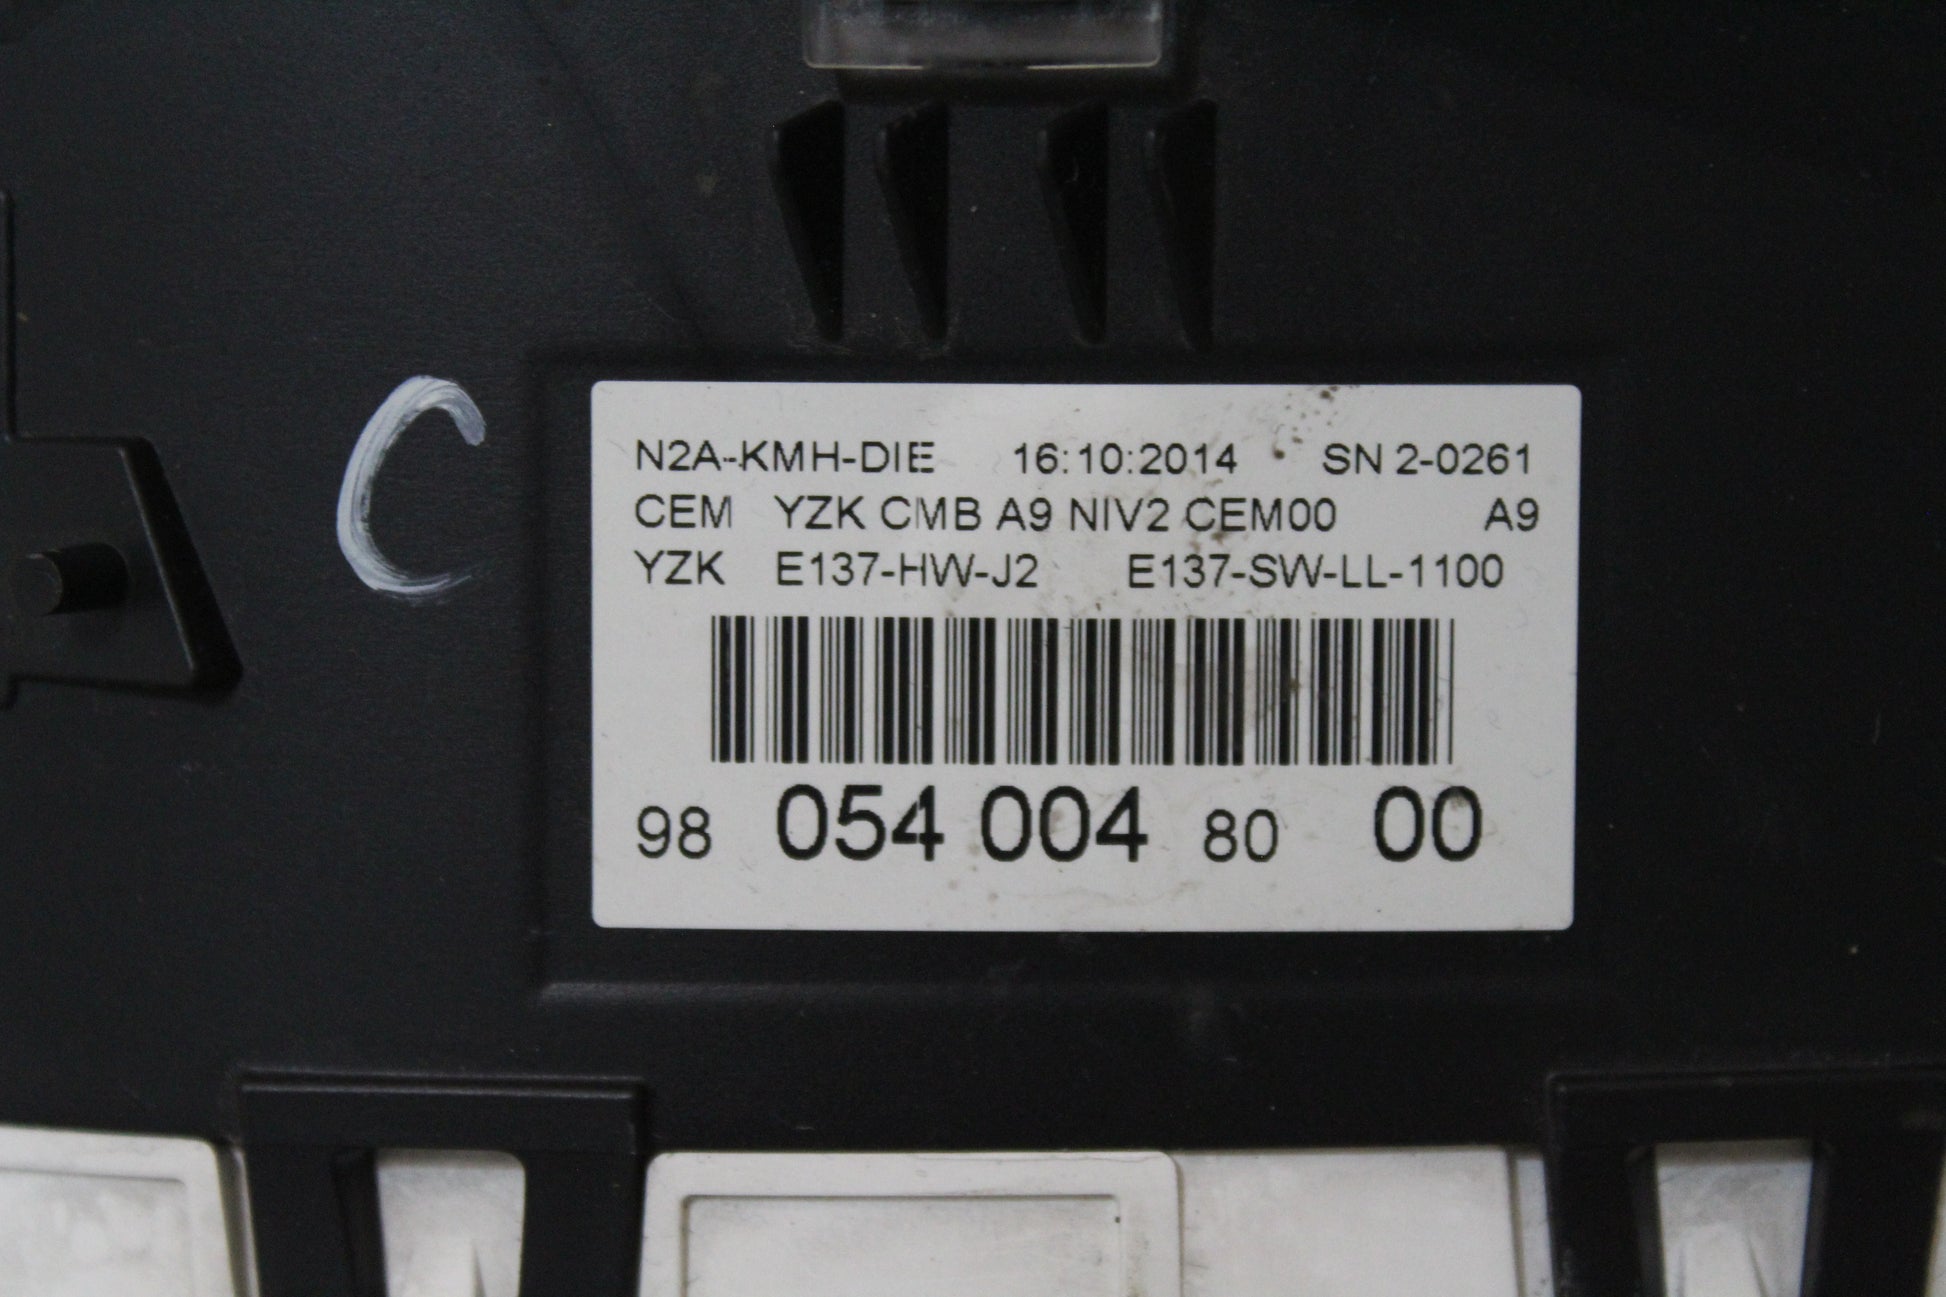 C
N2A-KMH-DIE 16:10:2014 SN 2-0261
CEM YZK CMB A9 NIV2 CEM00 A9
YZK E137-HW-J2 E137-SW-LL-1100
98 054 004 80 00